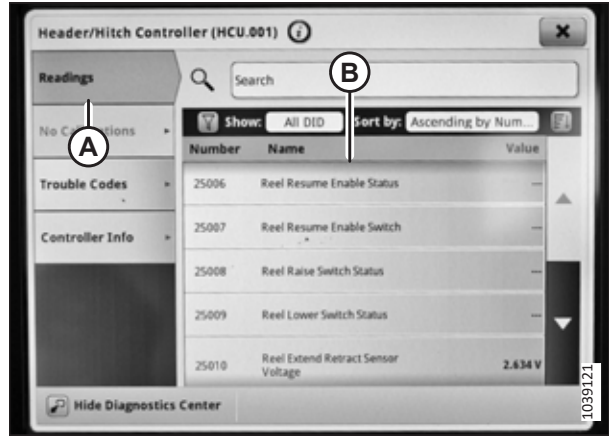 Header/Hitch Controller (HCU.001)
Readings
Search
B
Show: All DID Sort by: Ascending by Num...
No Calibrations
A
Number Name Value
Trouble Codes
25006 Reel Resume Enable Status ---
25007 Reel Resume Enable Switch ---
Controller Info
25008 Reel Raise Switch Status ---
25009 Reel Lower Switch Status ---
25010 Reel Extend Retract Sensor Voltage 2.634 V
Hide Diagnostics Center
1039121